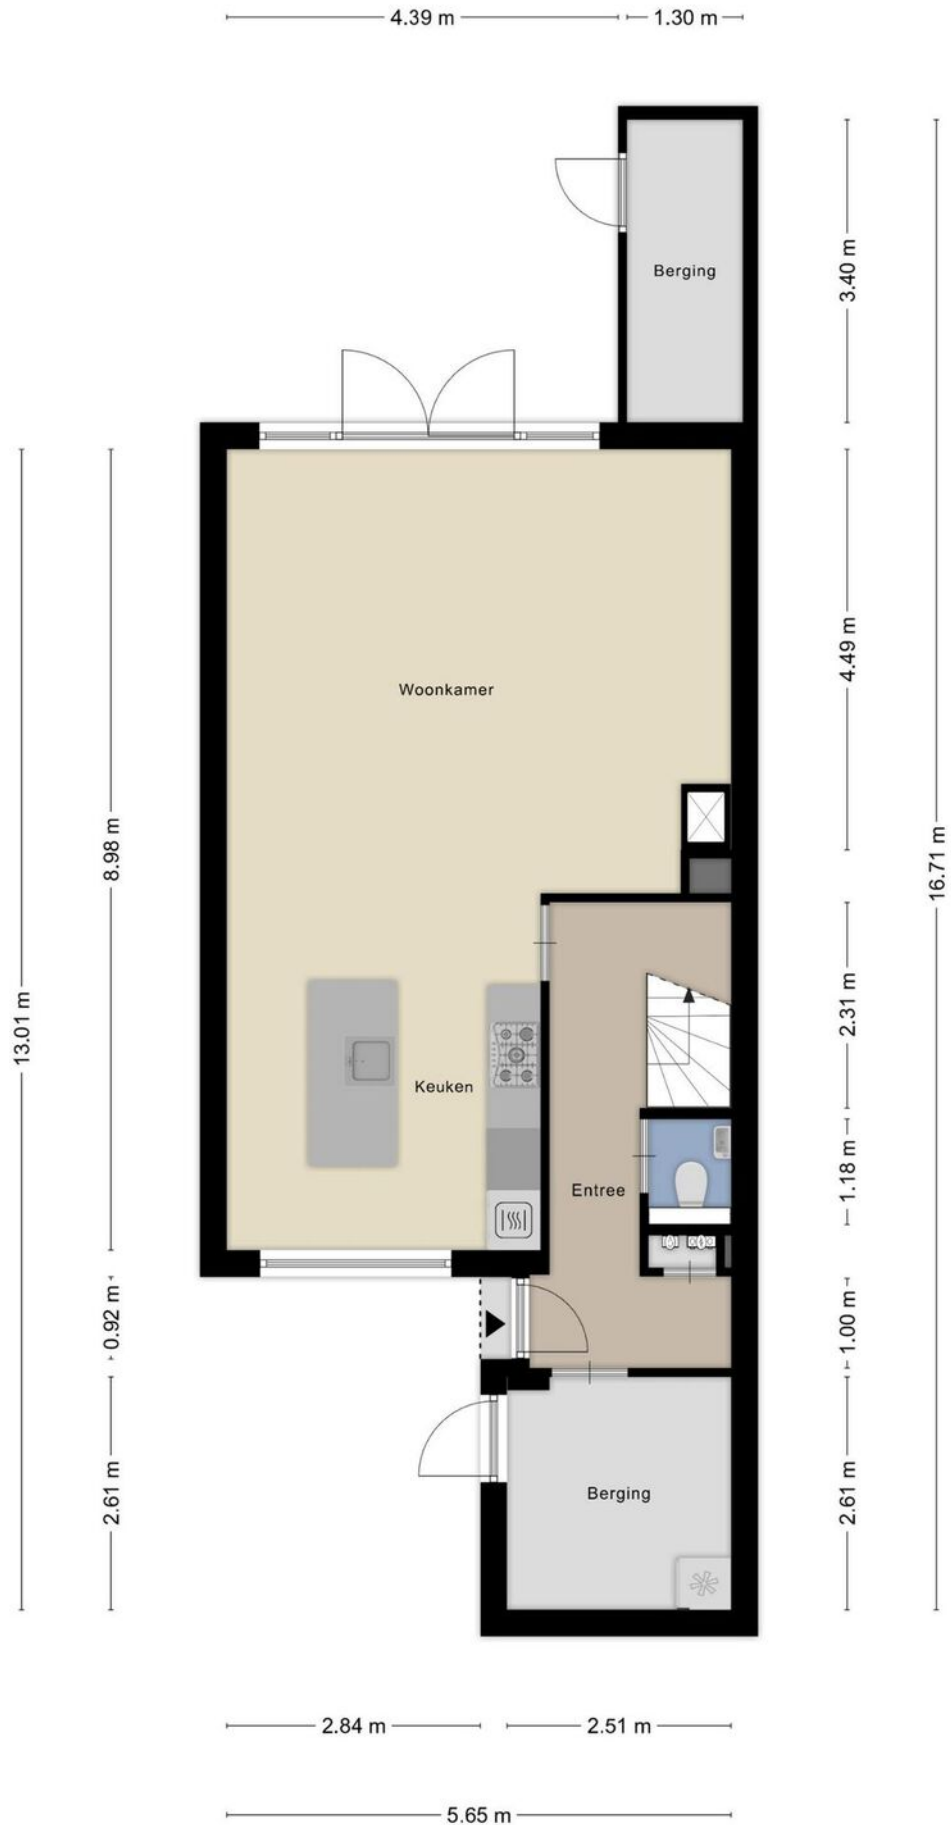 4.39 m
1.30 m
Berging
3.40 m
Woonkamer
4.49 m
8.98 m
16.71 m
13.01 m
2.31 m
Keuken
1.18 m
Entree
0.92 m
1.00 m
2.61 m
Berging
2.61 m
2.84 m
2.51 m
5.65 m